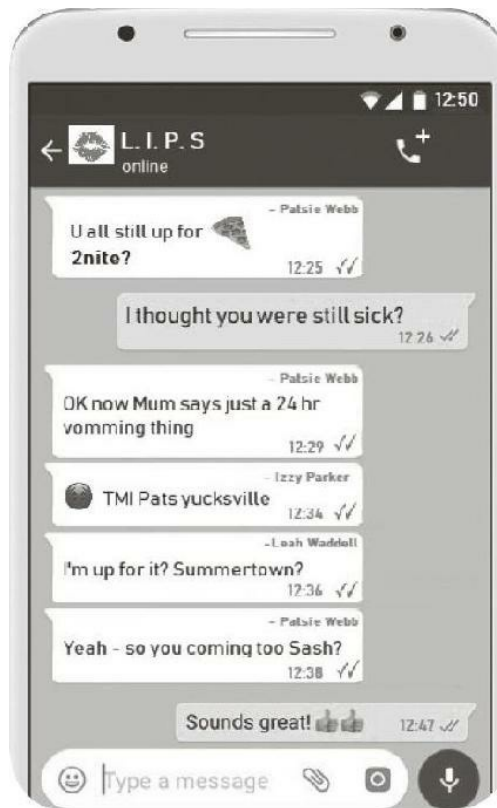 12:50
L. I. P. S
online
- Patsie Webb
U all still up for
2nite?
12:25
I thought you were still sick?
12:26
- Patsie Webb
OK now Mum says just a 24 hr
vomming thing
12:29
- Izzy Parker
TMI Pats yucksville
12:34
-Leah Waddell
I'm up for it? Summertown?
12:36
- Patsie Webb
Yeah - so you coming too Sash?
12:38
Sounds great!
12:47
Type a message